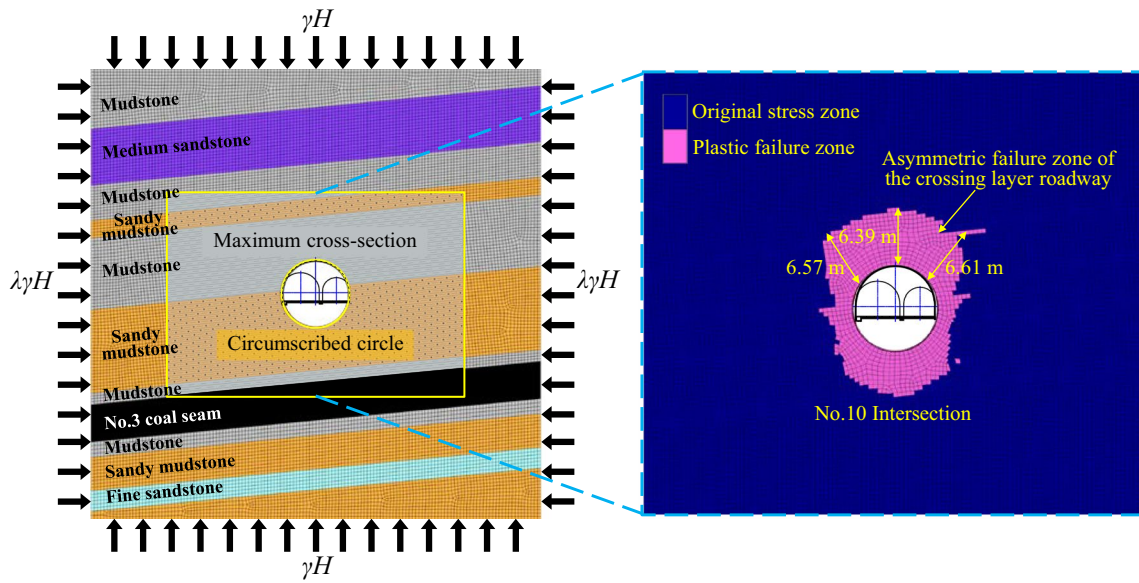 γH
Mudstone
Medium sandstone
Mudstone
Sandy
mudstone
Maximum cross-section
Mudstone
λγH
λγH
Sandy
mudstone
Circumscribed circle
Mudstone
No.3 coal seam
Mudstone
Sandy mudstone
Fine sandstone
γH
Original stress zone
Plastic failure zone
Asymmetric failure zone of
the crossing layer roadway
6.39 m
6.57 m
6.61 m
No.10 Intersection